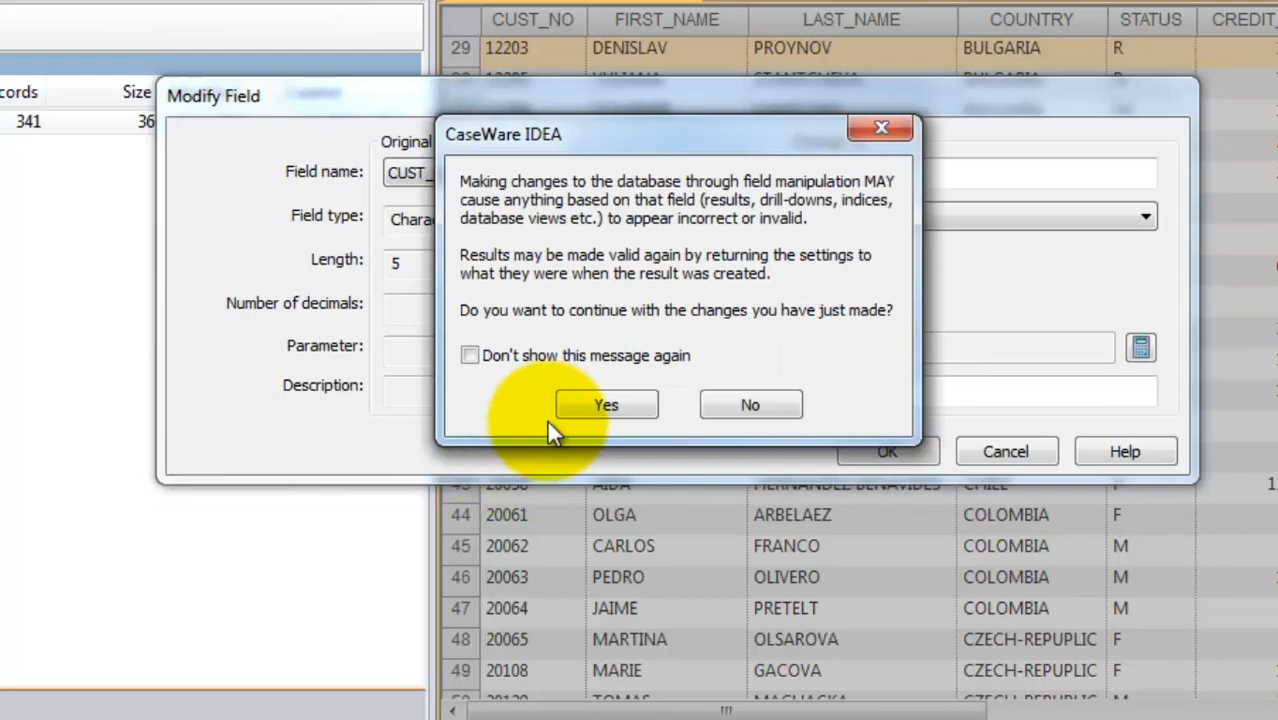 CUST_NO FIRST_NAME LAST_NAME COUNTRY STATUS CREDIT
29 12203 DENISLAV PROYNOV BULGARIA R
cords Size
341 36
Modify Field
Original
Field name: CUST_
Field type: Charac
Length: 5
Number of decimals:
Parameter:
Description:
CaseWare IDEA
Making changes to the database through field manipulation MAY
cause anything based on that field (results, drill-downs, indices,
database views etc.) to appear incorrect or invalid.
Results may be made valid again by returning the settings to
what they were when the result was created.
Do you want to continue with the changes you have just made?
Don't show this message again
Yes No
OK Cancel Help
44 20061 OLGA ARBELAEZ COLOMBIA F
45 20062 CARLOS FRANCO COLOMBIA M
46 20063 PEDRO OLIVERO COLOMBIA M
47 20064 JAIME PRETELT COLOMBIA M
48 20065 MARTINA OLSAROVA CZECH-REPUPLIC F
49 20108 MARIE GACOVA CZECH-REPUPLIC F